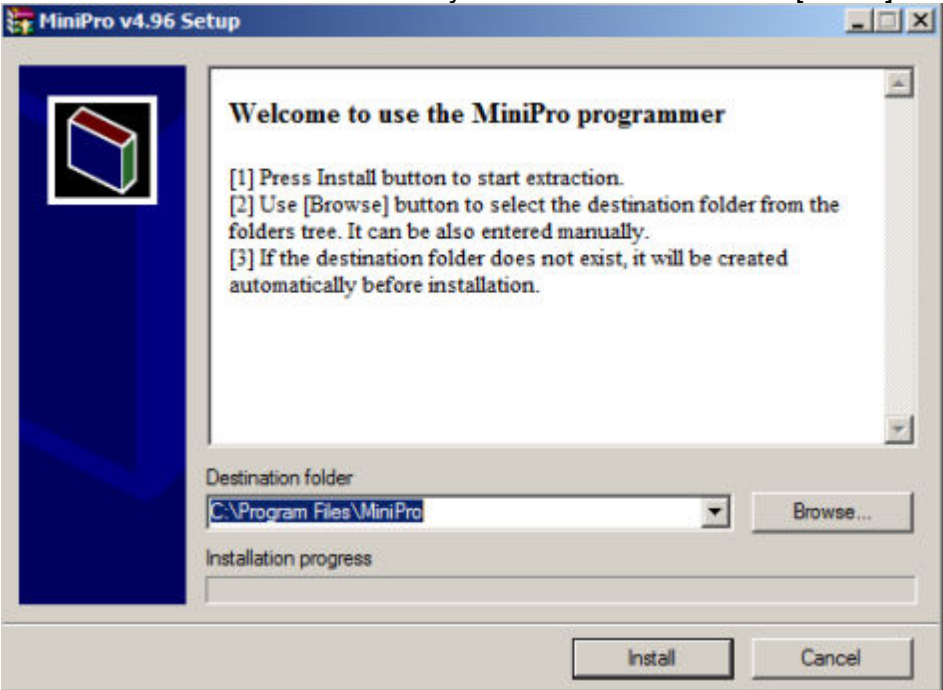 MiniPro v4.96 Setup
Welcome to use the MiniPro programmer
[1] Press Install button to start extraction.
[2] Use [Browse] button to select the destination folder from the
folders tree. It can be also entered manually.
[3] If the destination folder does not exist, it will be created
automatically before installation.
Destination folder
C:\Program Files\MiniPro
Browse...
Installation progress
Install
Cancel